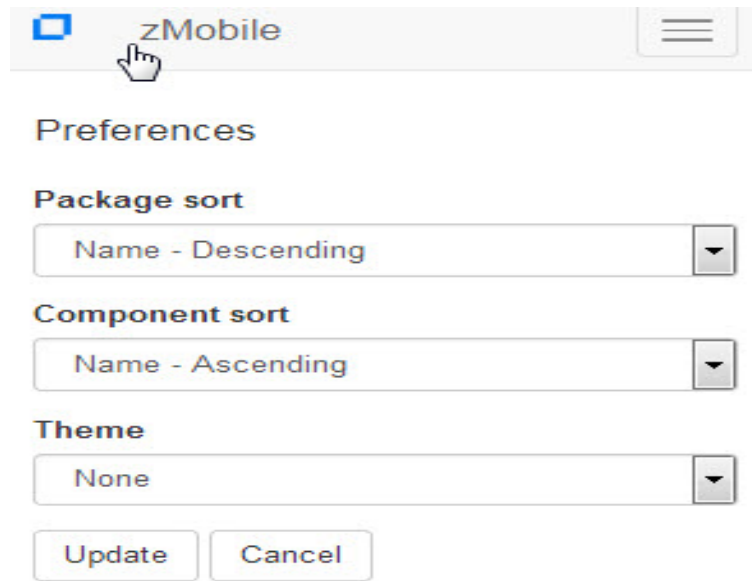 zMobile
Preferences
Package sort
Name - Descending
Component sort
Name - Ascending
Theme
None
Update Cancel